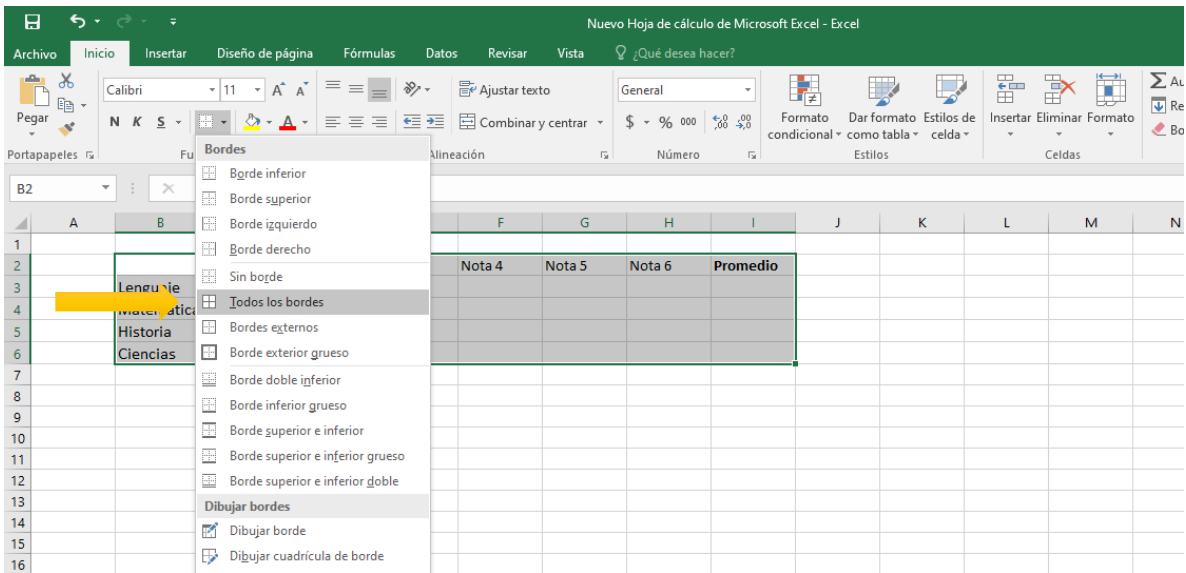 Nuevo Hoja de cálculo de Microsoft Excel - Excel
Archivo Inicio Insertar Diseño de página Fórmulas Datos Revisar Vista ¿Qué desea hacer?
Pegar
Portapapeles
Calibri 11
N K S
Fu
Ajustar texto
Combinar y centrar
Alineación
General
$ % 000
Número
Formato condicional
Dar formato como tabla
Estilos de celda
Estilos
Insertar Eliminar Formato
Celdas
Au
Re
Bo
B2
Bordes
Borde inferior
Borde superior
Borde izquierdo
Borde derecho
Sin borde
Todos los bordes
Bordes externos
Borde exterior grueso
Borde doble inferior
Borde inferior grueso
Borde superior e inferior
Borde superior e inferior grueso
Borde superior e inferior doble
Dibujar bordes
Dibujar borde
Dibujar cuadrícula de borde
A B F G H I J K L M N
1
2 Nota 4 Nota 5 Nota 6 Promedio
3 Lenguaje
4
5 Historia
6 Ciencias
7
8
9
10
11
12
13
14
15
16